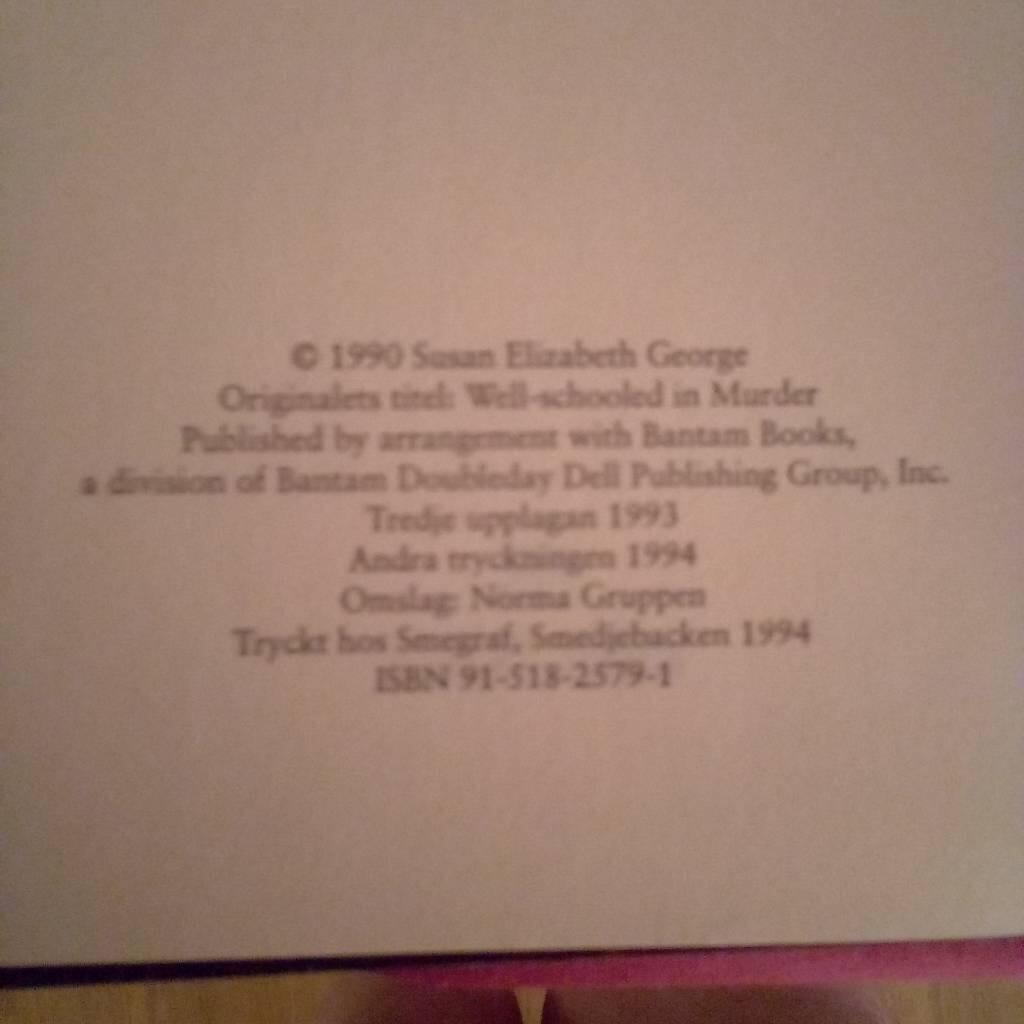 © 1990 Susan Elizabeth George
Originalets titel: Well-schooled in Murder
Published by arrangement with Bantam Books,
a division of Bantam Doubleday Dell Publishing Group, Inc.
Tredje upplagan 1993
Andra tryckningen 1994
Omslag: Norma Gruppen
Tryckt hos Smegraf, Smedjebacken 1994
ISBN 91-518-2579-1